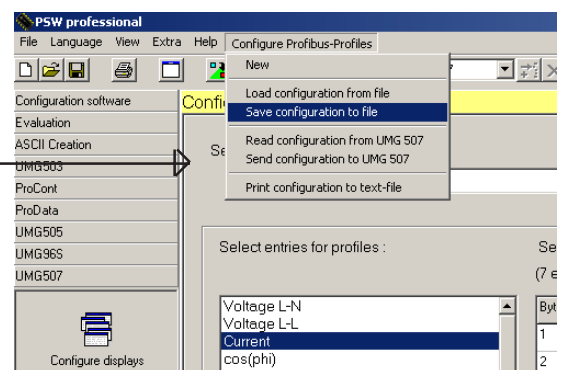 PSW professional
File Language View Extra Help Configure Profibus-Profiles
New
Load configuration from file
Save configuration to file
Read configuration from UMG 507
Send configuration to UMG 507
Print configuration to text-file
Configuration software
Evaluation
ASCII Creation
UMG503
ProCont
ProData
UMG505
UMG96S
UMG507
Configure displays
Confi
Se
Select entries for profiles :
Voltage L-N
Voltage L-L
Current
cos(phi)
Se
(7 e
Byt
1
2